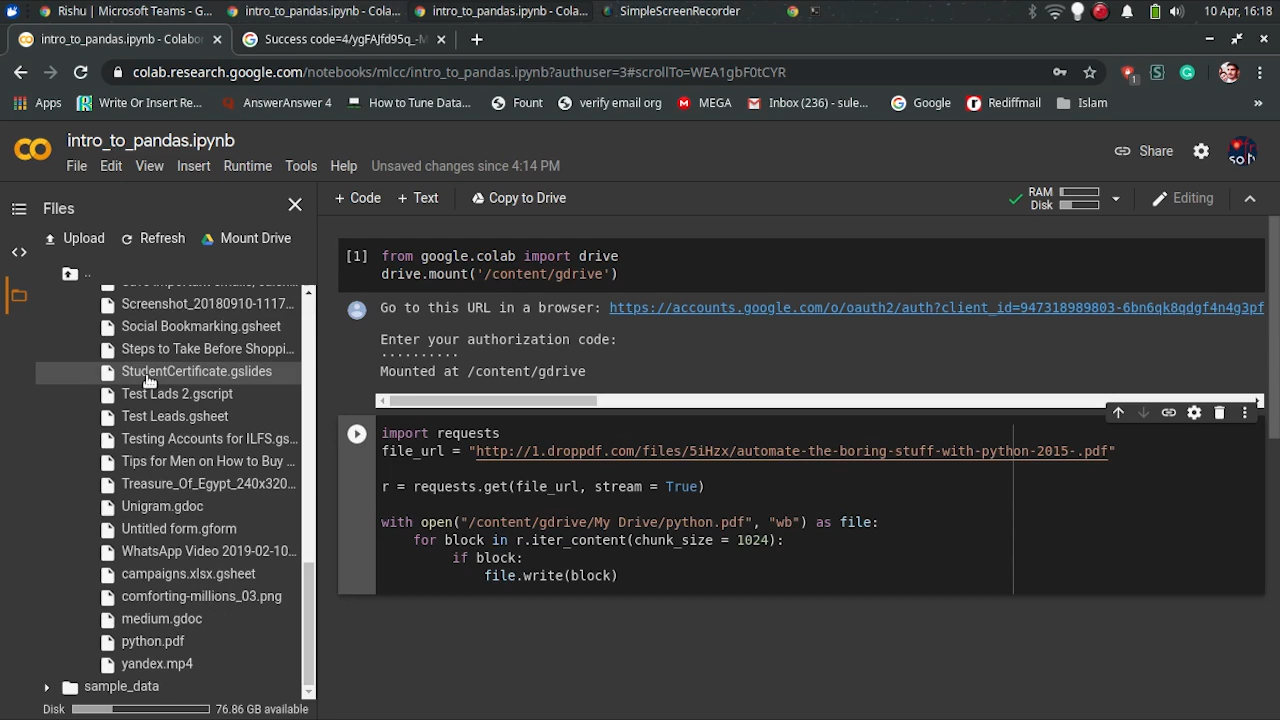 Rishu | Microsoft Teams - G...
intro_to_pandas.ipynb - Cola...
intro_to_pandas.ipynb - Cola...
SimpleScreenRecorder
10 Apr, 16:18
intro_to_pandas.ipynb - Colabor
Success code=4/ygFAJfd95q_-M
colab.research.google.com/notebooks/mlcc/intro_to_pandas.ipynb?authuser=3#scrollTo=WEA1gbF0tCYR
1
Apps
Write Or Insert Re...
AnswerAnswer 4
How to Tune Data...
Fount
verify email org
MEGA
Inbox (236) - sule...
Google
Rediffmail
Islam
»
intro_to_pandas.ipynb
File Edit View Insert Runtime Tools Help Unsaved changes since 4:14 PM
Share
Files
+ Code + Text Copy to Drive
RAM
Disk
Editing
Upload Refresh Mount Drive
..
Screenshot_20180910-1117...
Social Bookmarking.gsheet
Steps to Take Before Shoppi...
StudentCertificate.gslides
Test Lads 2.gscript
Test Leads.gsheet
Testing Accounts for ILFS.gs...
Tips for Men on How to Buy ...
Treasure_Of_Egypt_240x320...
Unigram.gdoc
Untitled form.gform
WhatsApp Video 2019-02-10...
campaigns.xlsx.gsheet
comforting-millions_03.png
medium.gdoc
python.pdf
yandex.mp4
sample_data
Disk 76.86 GB available
[1] from google.colab import drive
drive.mount('/content/gdrive')
Go to this URL in a browser: https://accounts.google.com/o/oauth2/auth?client_id=947318989803-6bn6qk8qdgf4n4g3pf
Enter your authorization code:
··········
Mounted at /content/gdrive
import requests
file_url = "http://1.droppdf.com/files/5iHzx/automate-the-boring-stuff-with-python-2015-.pdf"
r = requests.get(file_url, stream = True)
with open("/content/gdrive/My Drive/python.pdf", "wb") as file:
for block in r.iter_content(chunk_size = 1024):
if block:
file.write(block)